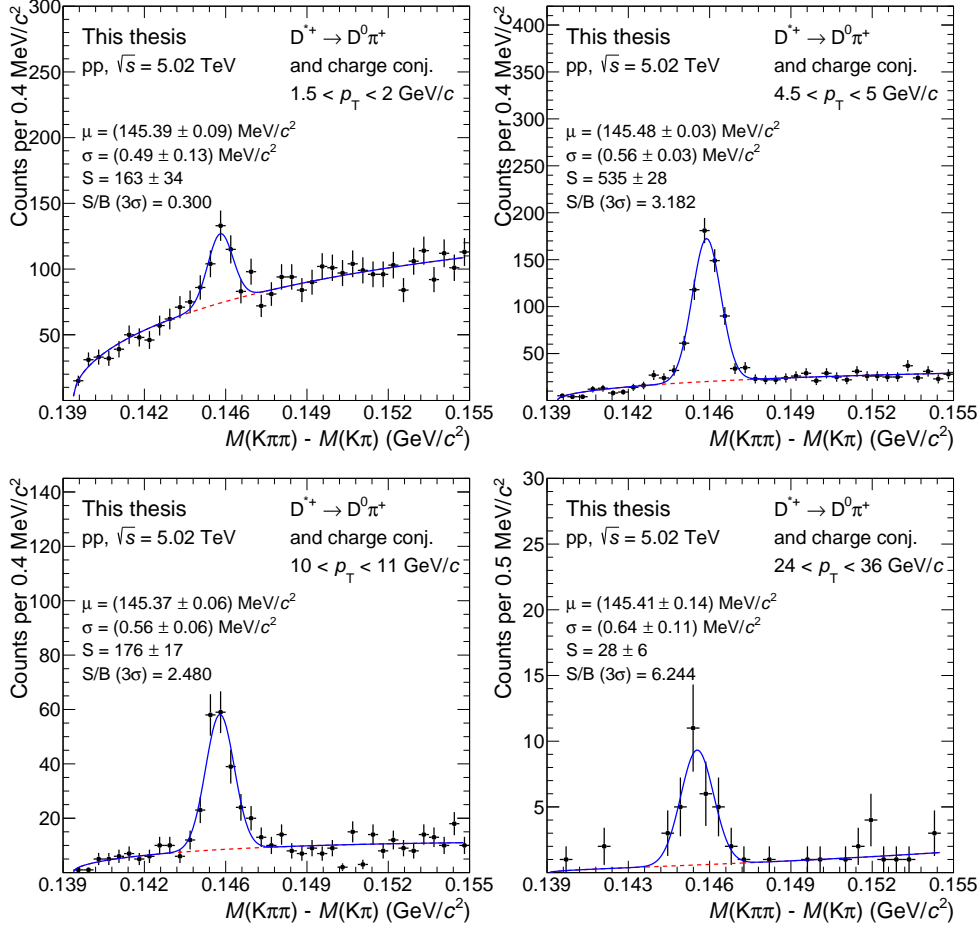 Counts per 0.4 MeV/c²
300
250
200
150
100
50
This thesis
pp, √s = 5.02 TeV
D*+ → D⁰π+
and charge conj.
1.5 < p_T < 2 GeV/c
μ = (145.39 ± 0.09) MeV/c²
σ = (0.49 ± 0.13) MeV/c²
S = 163 ± 34
S/B (3σ) = 0.300
0.139 0.142 0.146 0.149 0.152 0.155
M(Kππ) - M(Kπ) (GeV/c²)
Counts per 0.4 MeV/c²
400
350
300
250
200
150
100
50
This thesis
pp, √s = 5.02 TeV
D*+ → D⁰π+
and charge conj.
4.5 < p_T < 5 GeV/c
μ = (145.48 ± 0.03) MeV/c²
σ = (0.56 ± 0.03) MeV/c²
S = 535 ± 28
S/B (3σ) = 3.182
0.139 0.142 0.146 0.149 0.152 0.155
M(Kππ) - M(Kπ) (GeV/c²)
Counts per 0.4 MeV/c²
140
120
100
80
60
40
20
0
This thesis
pp, √s = 5.02 TeV
D*+ → D⁰π+
and charge conj.
10 < p_T < 11 GeV/c
μ = (145.37 ± 0.06) MeV/c²
σ = (0.56 ± 0.06) MeV/c²
S = 176 ± 17
S/B (3σ) = 2.480
0.139 0.142 0.146 0.149 0.152 0.155
M(Kππ) - M(Kπ) (GeV/c²)
Counts per 0.5 MeV/c²
30
25
20
15
10
5
0
This thesis
pp, √s = 5.02 TeV
D*+ → D⁰π+
and charge conj.
24 < p_T < 36 GeV/c
μ = (145.41 ± 0.14) MeV/c²
σ = (0.64 ± 0.11) MeV/c²
S = 28 ± 6
S/B (3σ) = 6.244
0.139 0.143 0.146 0.149 0.152 0.155
M(Kππ) - M(Kπ) (GeV/c²)